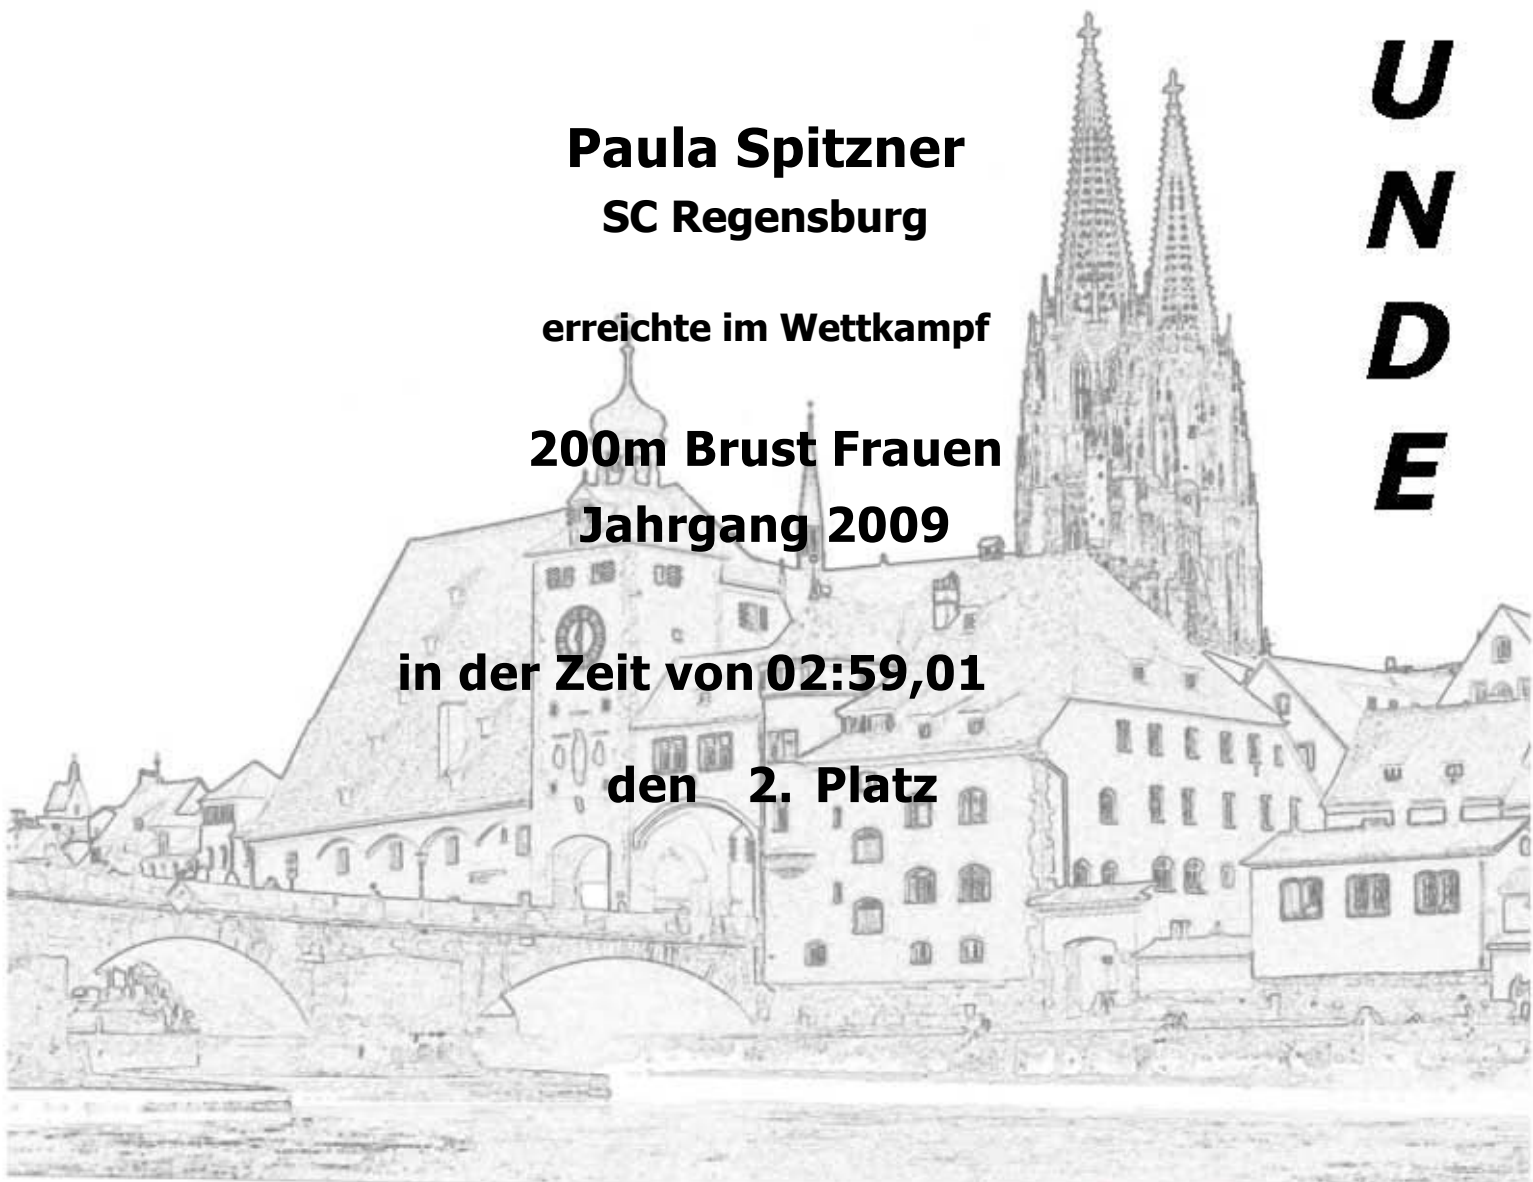 Paula Spitzner
SC Regensburg
erreichte im Wettkampf
200m Brust Frauen
Jahrgang 2009
in der Zeit von 02:59,01
den 2. Platz
U
N
D
E